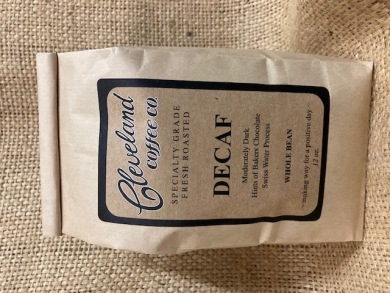 Cleveland
coffee co.
SPECIALTY GRADE
FRESH ROASTED
DECAF
Moderately Dark
Hints of Bakers Chocolate
Swiss Water Process
WHOLE BEAN
~making way for a positive day~
12 oz.